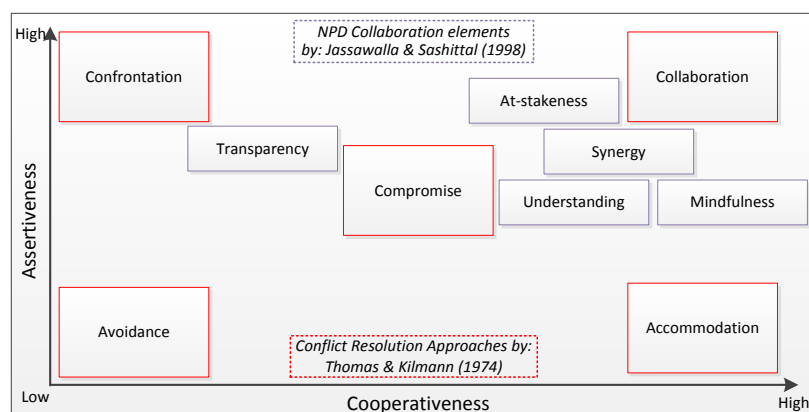 High
NPD Collaboration elements
by: Jassawalla & Sashittal (1998)
Confrontation
Collaboration
At-stakeness
Transparency
Synergy
Compromise
Understanding
Mindfulness
Assertiveness
Avoidance
Accommodation
Conflict Resolution Approaches by:
Thomas & Kilmann (1974)
Low
Cooperativeness
High